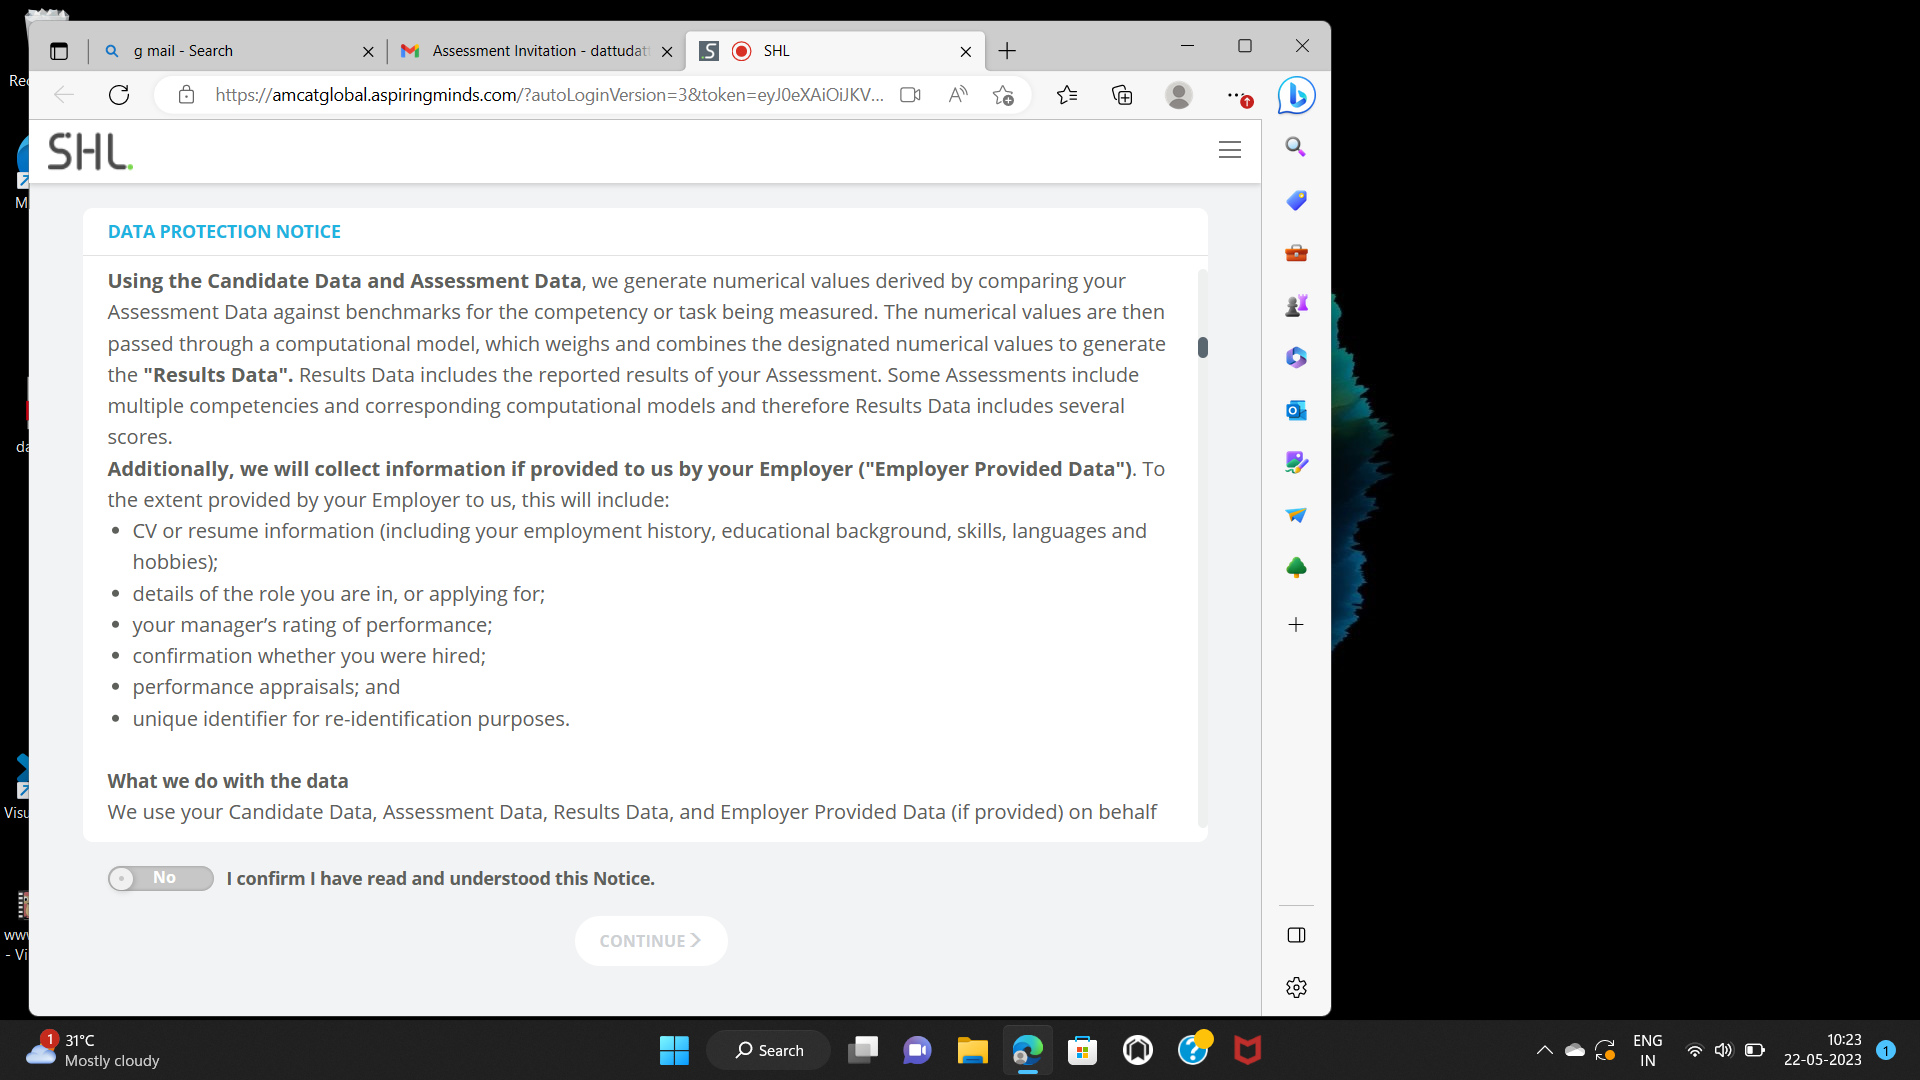 g mail - Search
Assessment Invitation - dattudat
SHL
https://amcatglobal.aspiringminds.com/?autoLoginVersion=3&token=eyJ0eXAiOiJKV...
SHL.
DATA PROTECTION NOTICE
Using the Candidate Data and Assessment Data, we generate numerical values derived by comparing your
Assessment Data against benchmarks for the competency or task being measured. The numerical values are then
passed through a computational model, which weighs and combines the designated numerical values to generate
the "Results Data". Results Data includes the reported results of your Assessment. Some Assessments include
multiple competencies and corresponding computational models and therefore Results Data includes several
scores.
Additionally, we will collect information if provided to us by your Employer ("Employer Provided Data"). To
the extent provided by your Employer to us, this will include:
• CV or resume information (including your employment history, educational background, skills, languages and
hobbies);
• details of the role you are in, or applying for;
• your manager’s rating of performance;
• confirmation whether you were hired;
• performance appraisals; and
• unique identifier for re-identification purposes.
What we do with the data
We use your Candidate Data, Assessment Data, Results Data, and Employer Provided Data (if provided) on behalf
No I confirm I have read and understood this Notice.
CONTINUE
Rec
M
da
Visu
www
- Vi
1
31°C
Mostly cloudy
Search
ENG
IN
10:23
22-05-2023
1